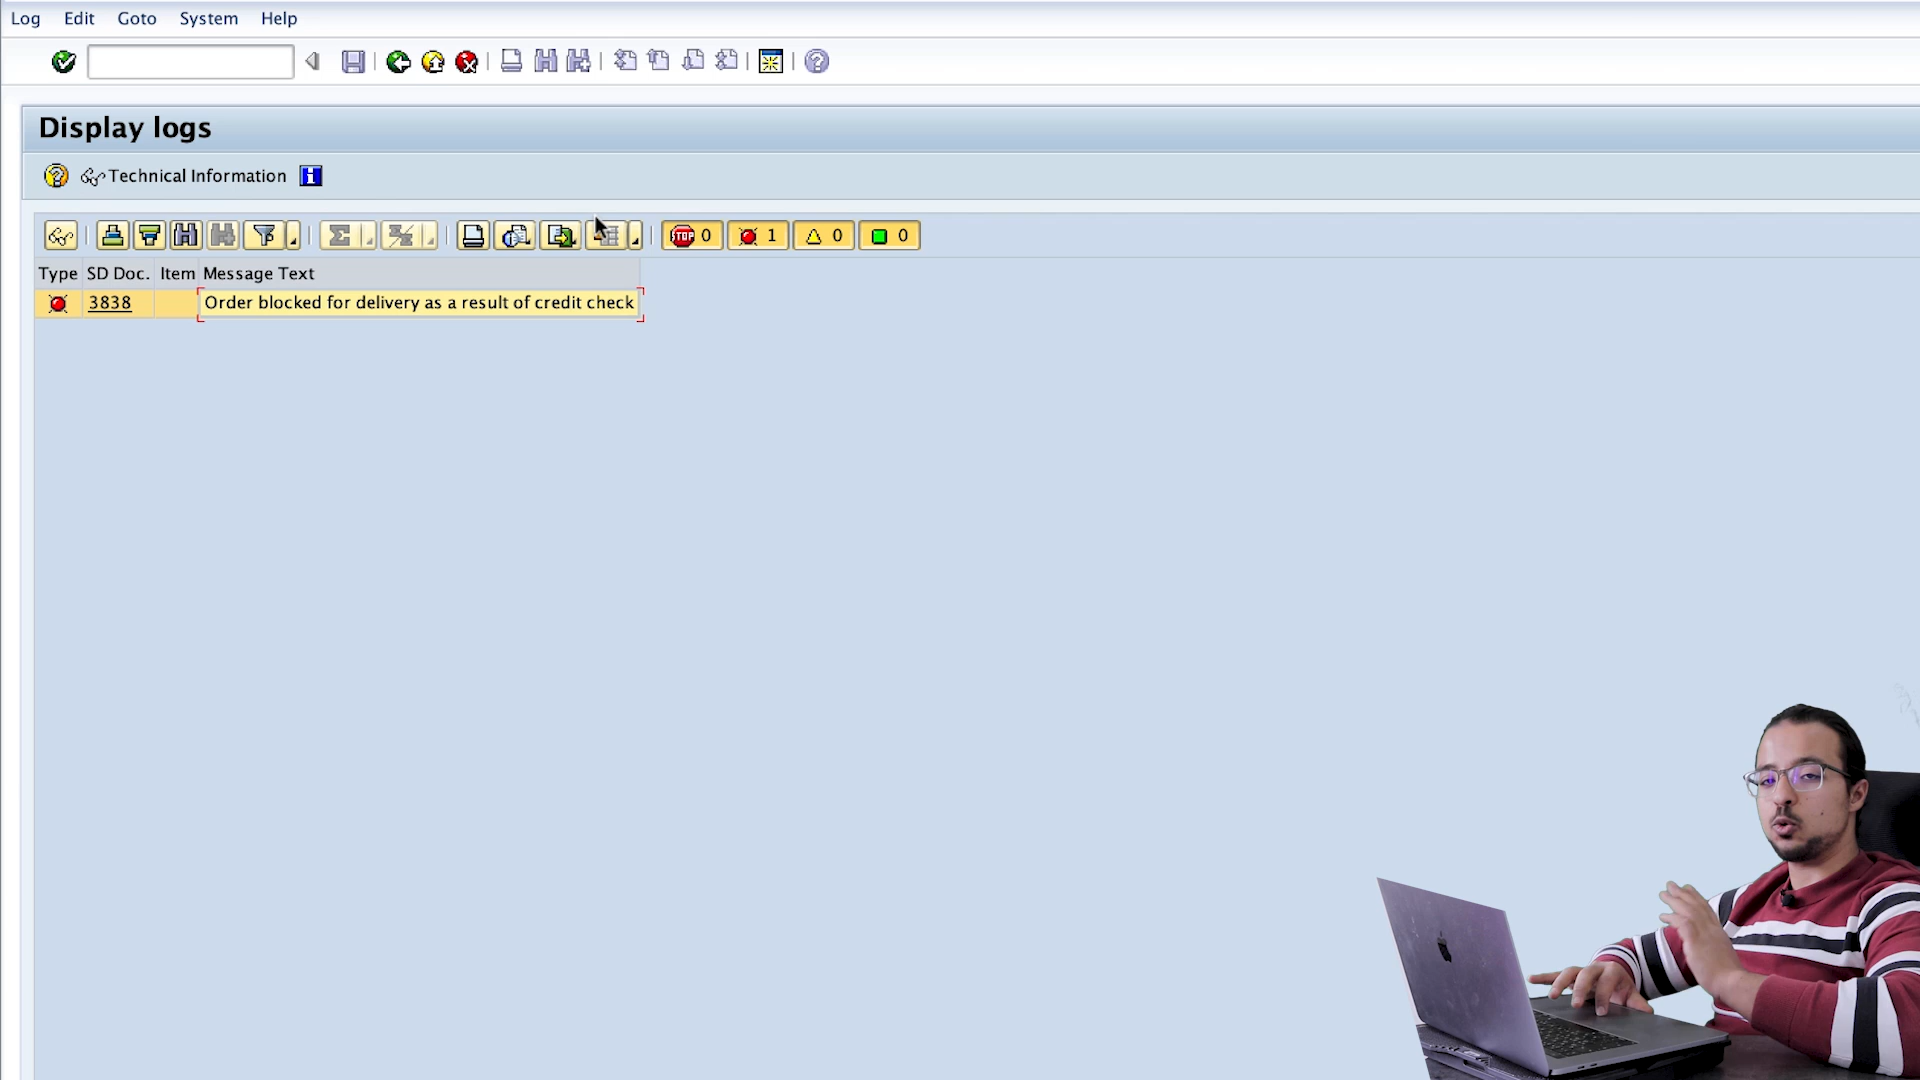 Log Edit Goto System Help
Display logs
Technical Information
STOP 0 1 0 0
Type SD Doc. Item Message Text
3838 Order blocked for delivery as a result of credit check